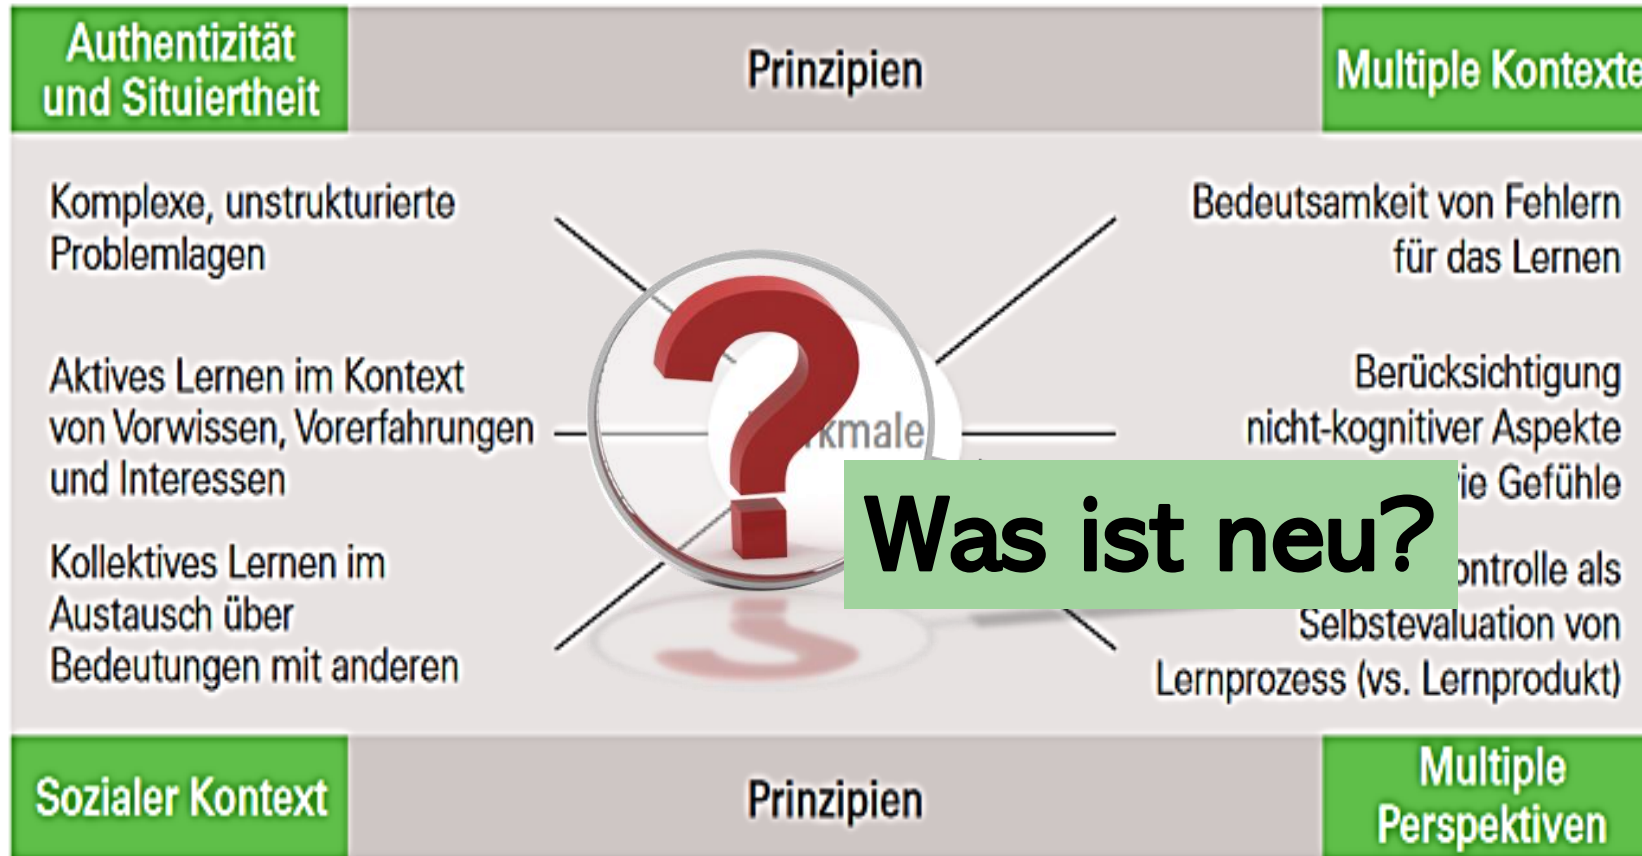 Authentizität
und Situiertheit
Prinzipien
Multiple Kontexte
Komplexe, unstrukturierte
Problemlagen
Aktives Lernen im Kontext
von Vorwissen, Vorerfahrungen
und Interessen
Kollektives Lernen im
Austausch über
Bedeutungen mit anderen
Was ist neu?
Bedeutsamkeit von Fehlern
für das Lernen
Berücksichtigung
nicht-kognitiver Aspekte
Gefühle
als
Selbstevaluation von
Lernprozess (vs. Lernprodukt)
Sozialer Kontext
Prinzipien
Multiple
Perspektiven